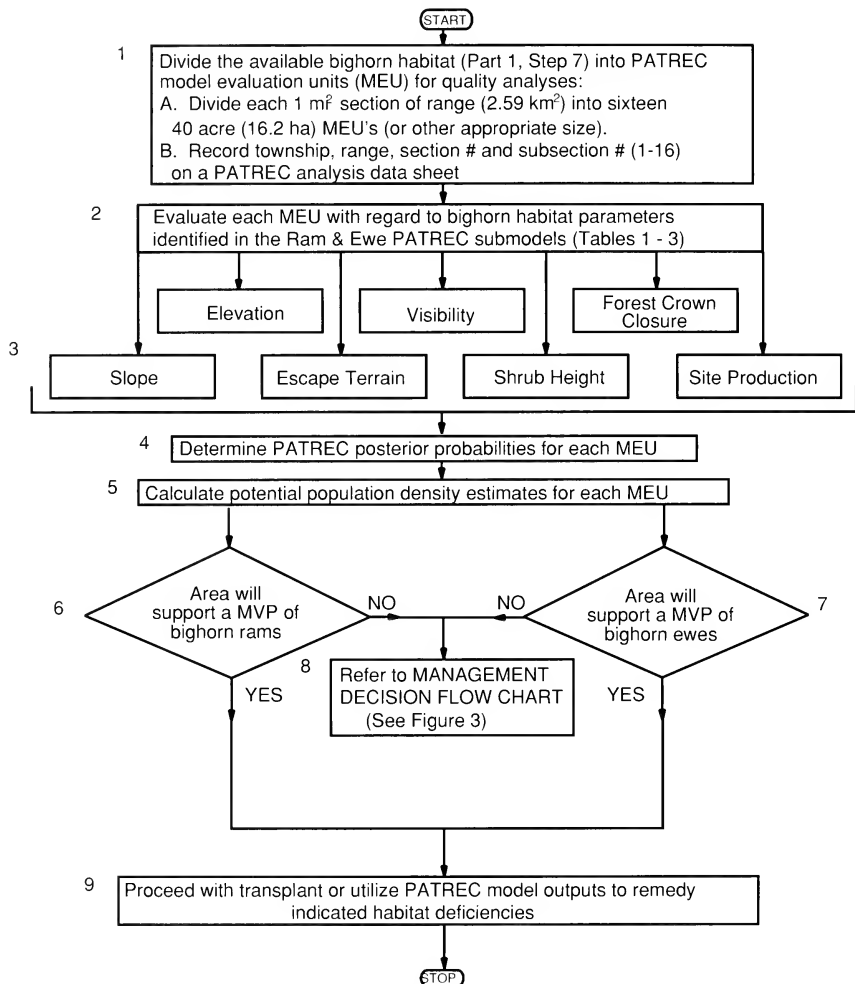 START
1
Divide the available bighorn habitat (Part 1, Step 7) into PATREC
model evaluation units (MEU) for quality analyses:
A. Divide each 1 m² section of range (2.59 km²) into sixteen
40 acre (16.2 ha) MEU's (or other appropriate size).
B. Record township, range, section # and subsection # (1-16)
on a PATREC analysis data sheet
2
Evaluate each MEU with regard to bighorn habitat parameters
identified in the Ram & Ewe PATREC submodels (Tables 1 - 3)
Elevation
Visibility
Forest Crown
Closure
3
Slope
Escape Terrain
Shrub Height
Site Production
4
Determine PATREC posterior probabilities for each MEU
5
Calculate potential population density estimates for each MEU
6
Area will
support a MVP of
bighorn rams
NO
NO
Area will
support a MVP of
bighorn ewes
7
8
Refer to MANAGEMENT
DECISION FLOW CHART
(See Figure 3)
YES
YES
9
Proceed with transplant or utilize PATREC model outputs to remedy
indicated habitat deficiencies
STOP